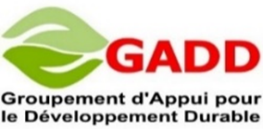 GADD
Groupement d'Appui pour
le Développement Durable